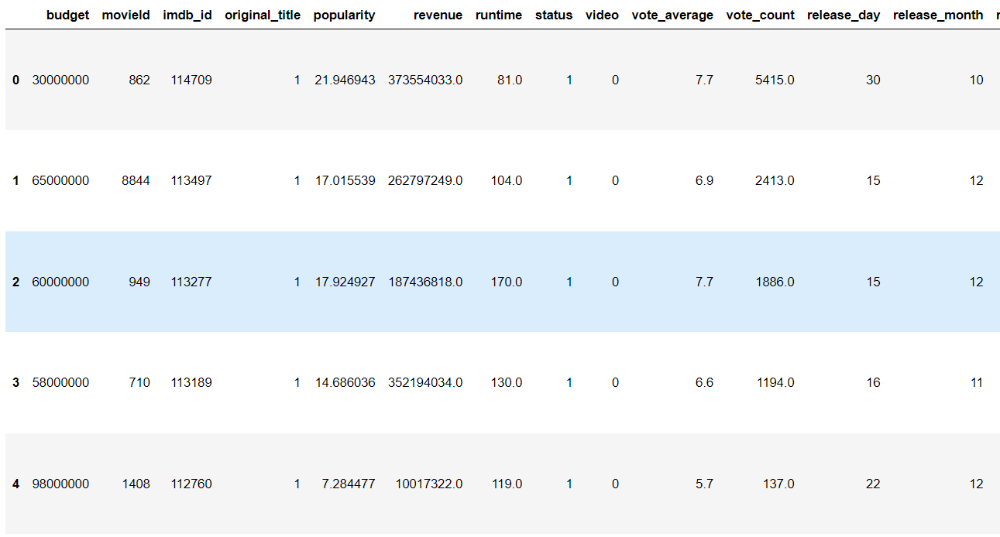 budget movieId imdb_id original_title popularity revenue runtime status video vote_average vote_count release_day release_month
0 30000000 862 114709 1 21.946943 373554033.0 81.0 1 0 7.7 5415.0 30 10
1 65000000 8844 113497 1 17.015539 262797249.0 104.0 1 0 6.9 2413.0 15 12
2 60000000 949 113277 1 17.924927 187436818.0 170.0 1 0 7.7 1886.0 15 12
3 58000000 710 113189 1 14.686036 352194034.0 130.0 1 0 6.6 1194.0 16 11
4 98000000 1408 112760 1 7.284477 10017322.0 119.0 1 0 5.7 137.0 22 12